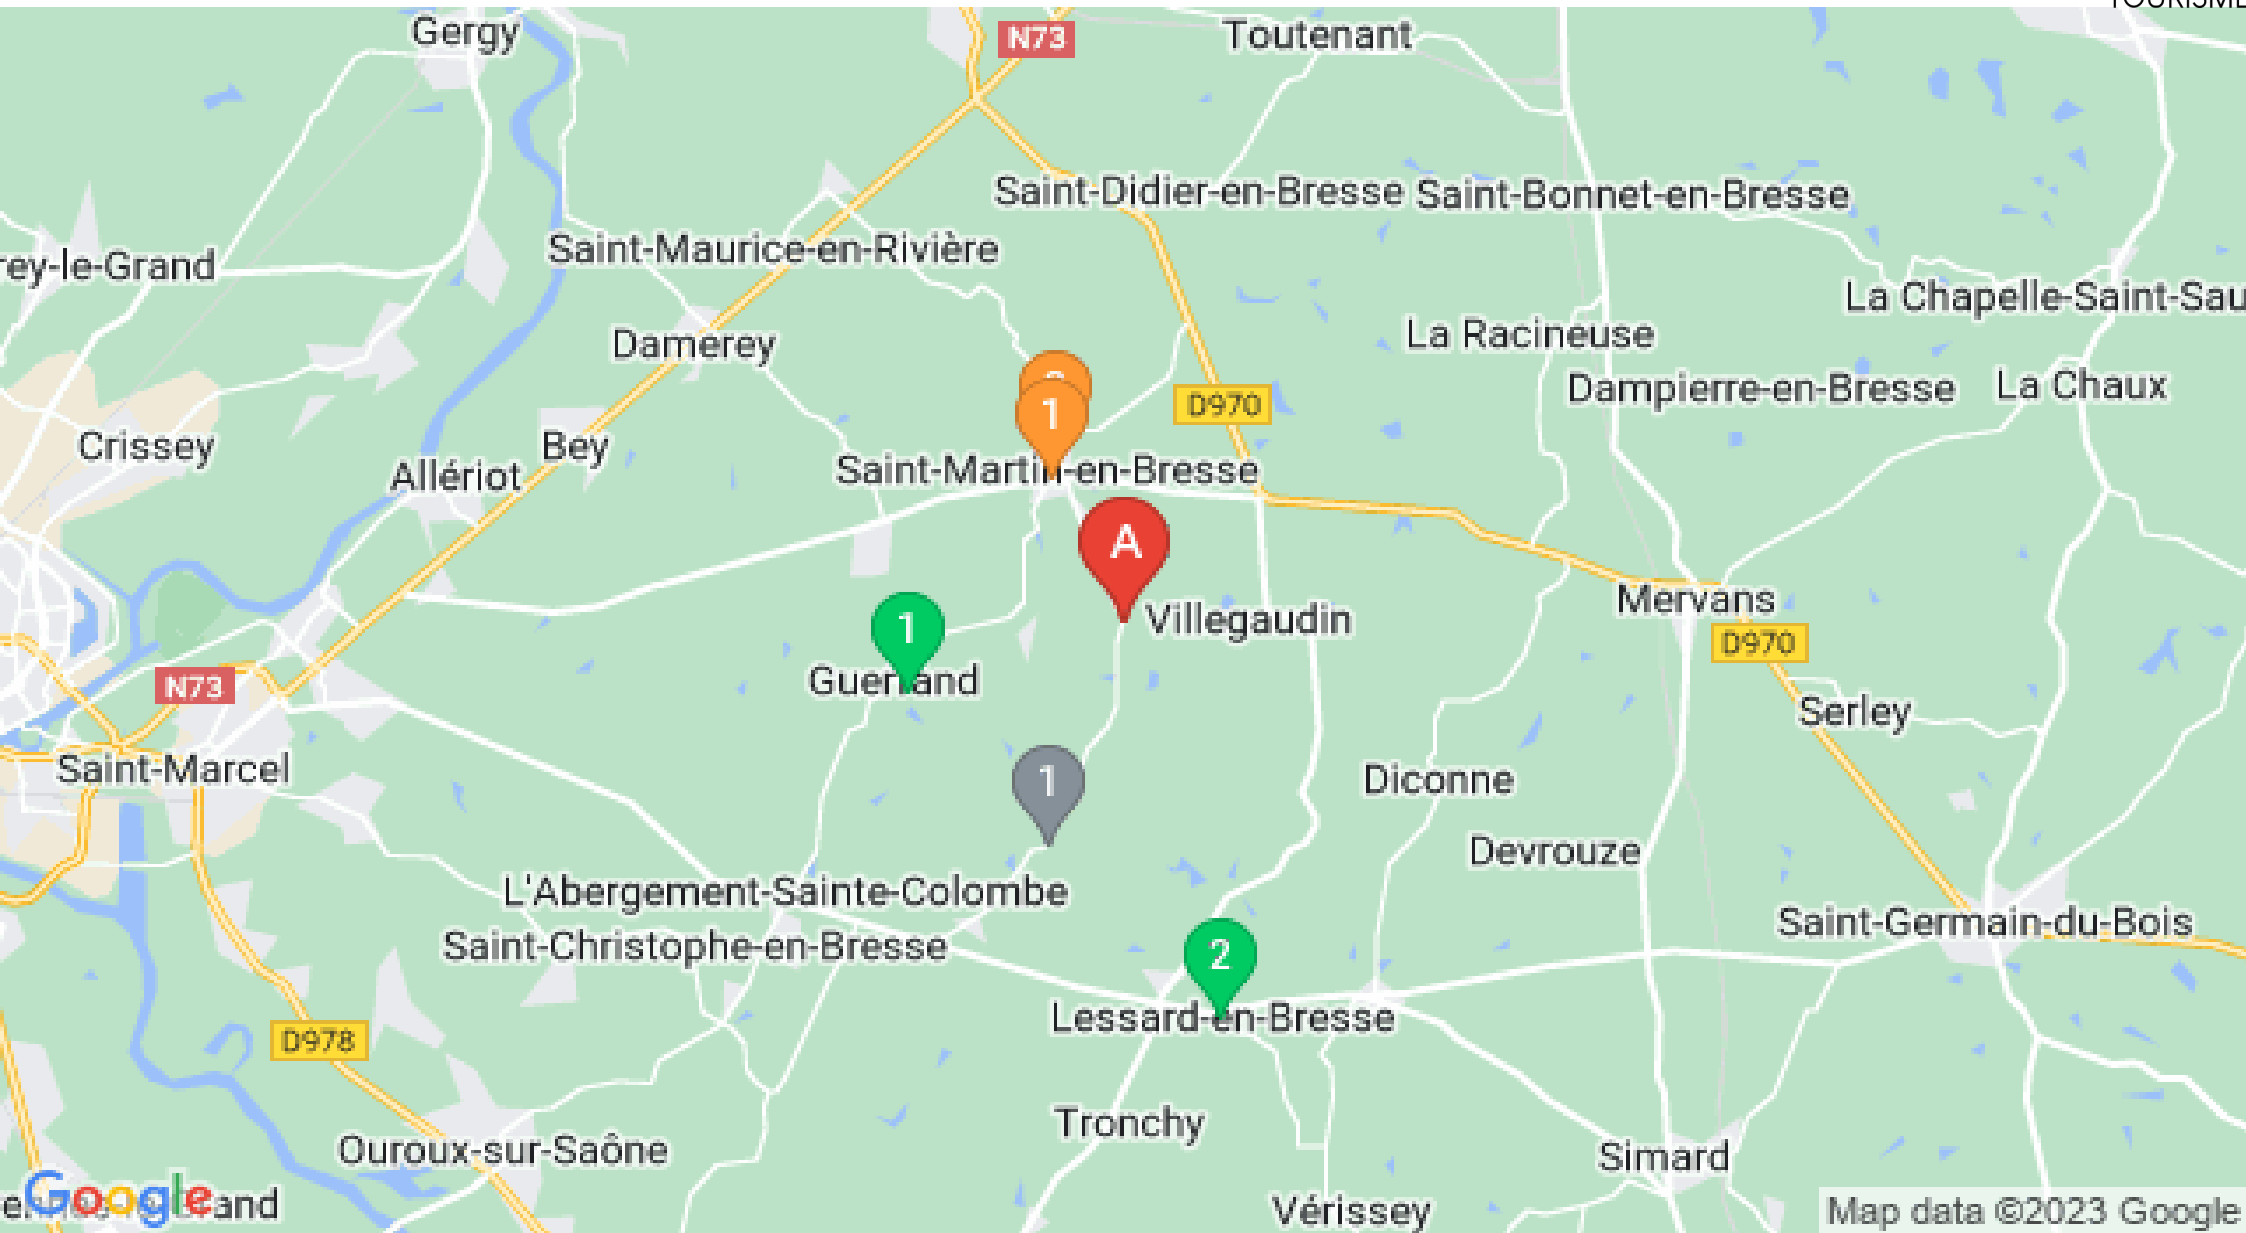 TOURISME
Gergy
N73
Toutenant
Saint-Didier-en-Bresse
Saint-Bonnet-en-Bresse
Saint-Maurice-en-Rivière
rey-le-Grand
La Chapelle-Saint-Sau
Damerey
La Racineuse
1
D970
Dampierre-en-Bresse
La Chaux
Crissey
Bey
Allériot
Saint-Martin-en-Bresse
A
Villegaudin
Mervans
1
D970
N73
Serley
Saint-Marcel
1
Diconne
Devrouze
L'Abergement-Sainte-Colombe
Saint-Germain-du-Bois
Saint-Christophe-en-Bresse
2
Lessard-en-Bresse
D978
Tronchy
Ouroux-sur-Saône
Simard
Google
and
Vérissey
Map data ©2023 Google